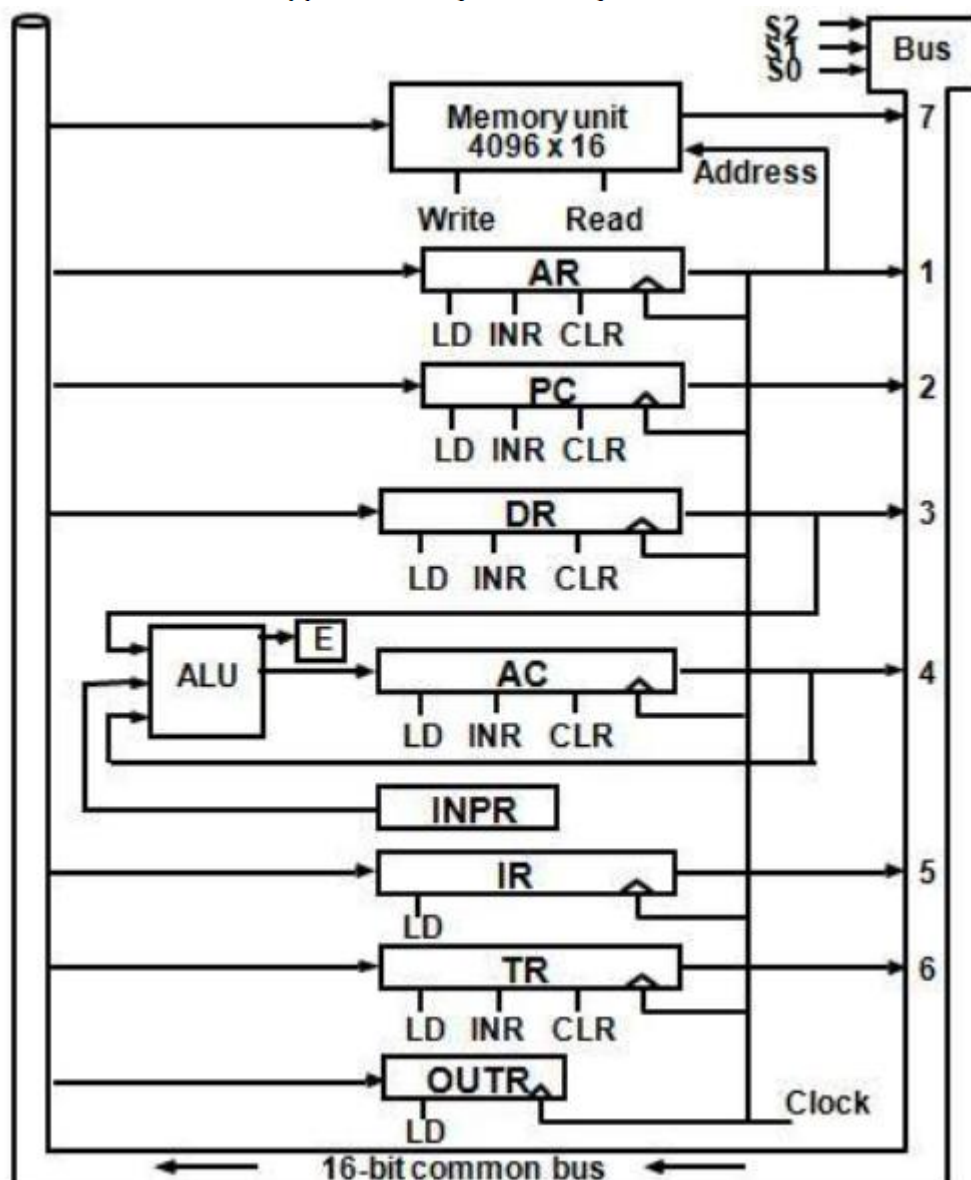 S2
S1
S0
Bus
Memory unit
4096 x 16
7
Address
Write Read
AR
1
LD INR CLR
PC
2
LD INR CLR
DR
3
LD INR CLR
E
ALU
AC
4
LD INR CLR
INPR
IR
5
LD
TR
6
LD INR CLR
OUTR
LD
Clock
16-bit common bus